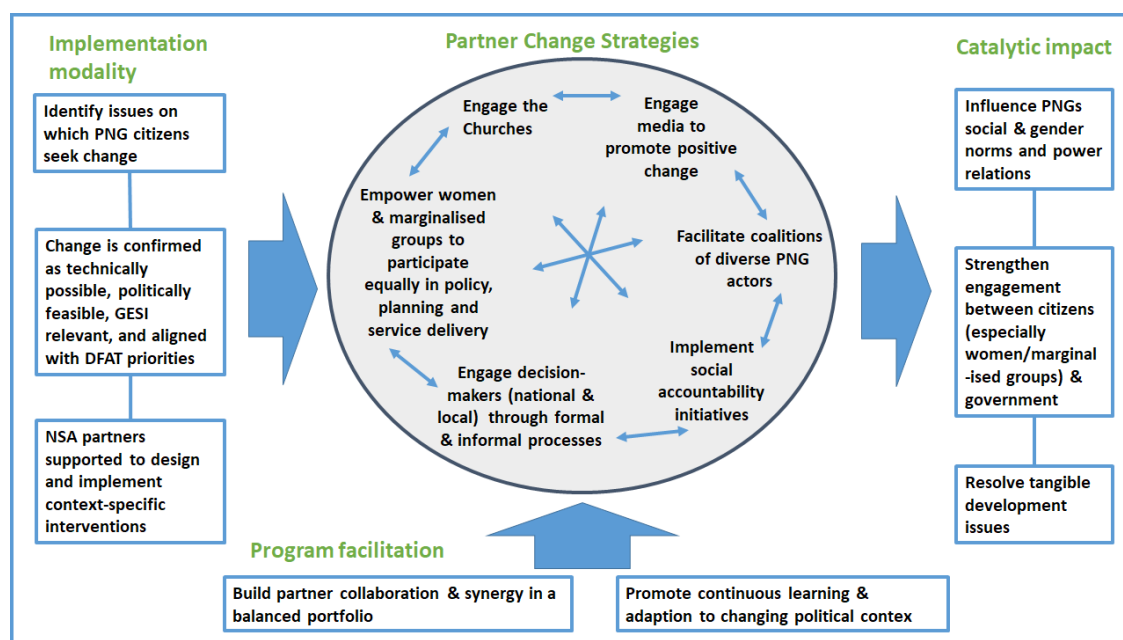 Implementation
modality
Identify issues on
which PNG citizens
seek change
Change is confirmed
as technically
possible, politically
feasible, GESI
relevant, and aligned
with DFAT priorities
NSA partners
supported to design
and implement
context-specific
interventions
Partner Change Strategies
Engage the
Churches
Engage
media to
promote positive
change
Empower women
& marginalised
groups to
participate
equally in policy,
planning and
service delivery
Facilitate coalitions
of diverse PNG
actors
Engage decision-
makers (national &
local) through formal
& informal processes
Implement
social
accountability
initiatives
Program facilitation
Build partner collaboration & synergy in a
balanced portfolio
Promote continuous learning &
adaption to changing political contex
Catalytic impact
Influence PNGs
social & gender
norms and power
relations
Strengthen
engagement
between citizens
(especially
women/marginal
-ised groups) &
government
Resolve tangible
development
issues